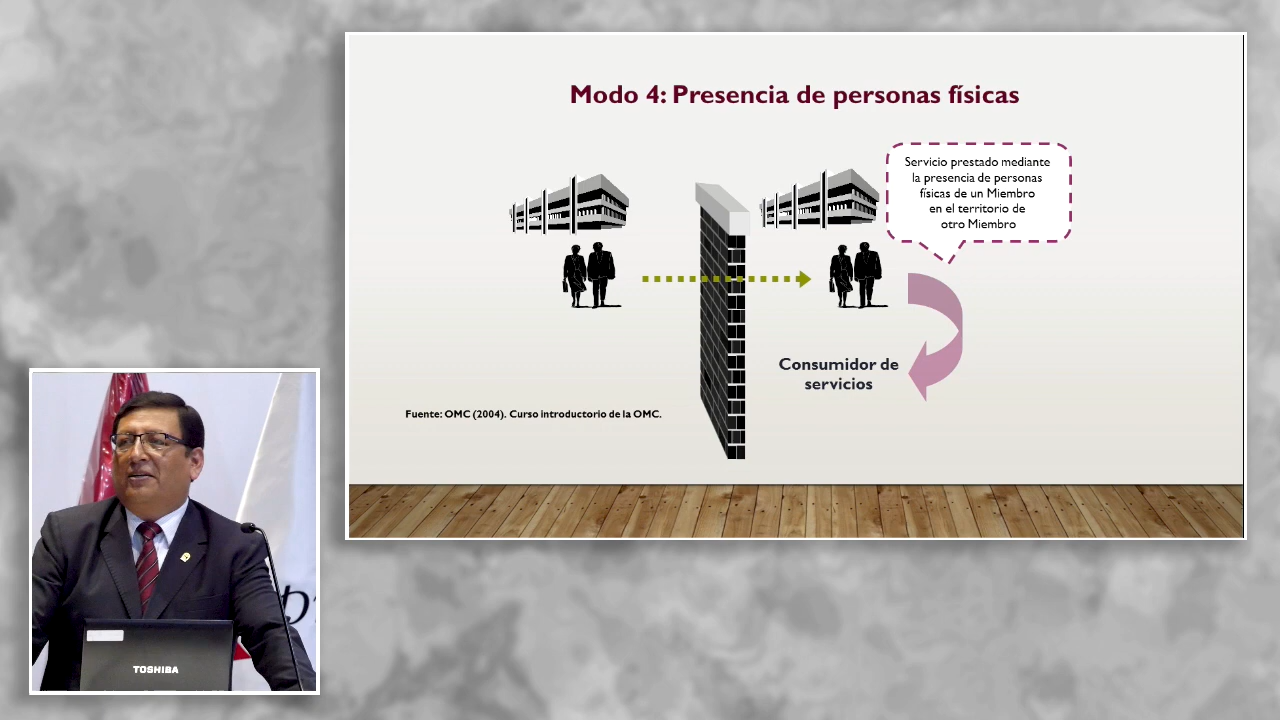 Modo 4: Presencia de personas físicas
Servicio prestado mediante
la presencia de personas
físicas de un Miembro
en el territorio de
otro Miembro
Consumidor de
servicios
Fuente: OMC (2004). Curso introductorio de la OMC.
TOSHIBA